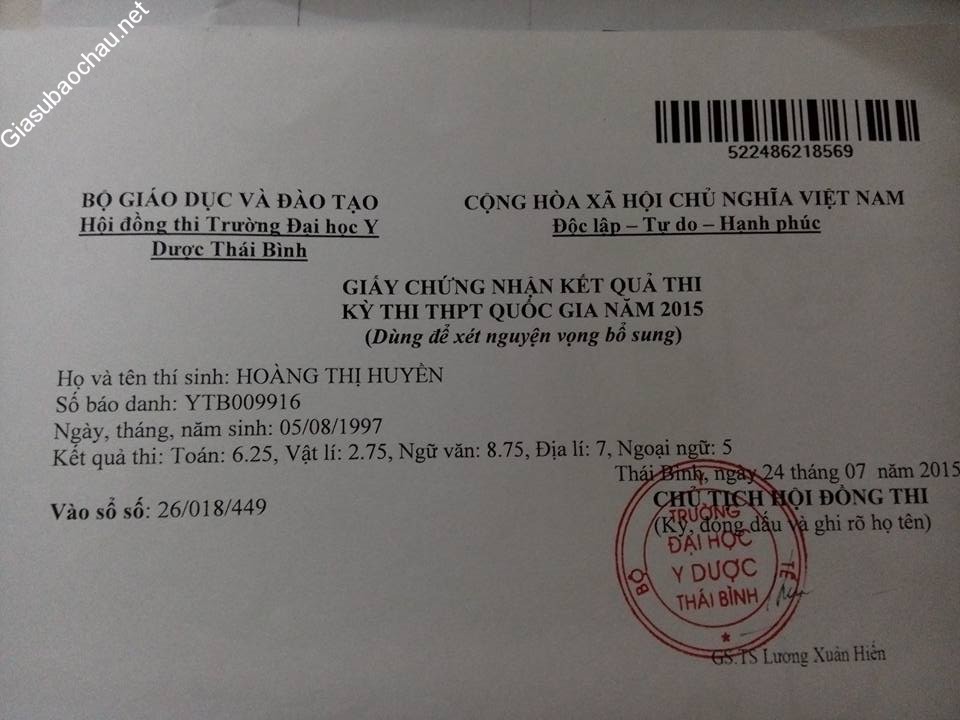 Giasubaochau.net
522486218569
BỘ GIÁO DỤC VÀ ĐÀO TẠO
Hội đồng thi Trường Đại học Y
Dược Thái Bình
CỘNG HÒA XÃ HỘI CHỦ NGHĨA VIỆT NAM
Độc lập – Tự do – Hạnh phúc
GIẤY CHỨNG NHẬN KẾT QUẢ THI
KỲ THI THPT QUỐC GIA NĂM 2015
(Dùng để xét nguyện vọng bổ sung)
Họ và tên thí sinh: HOÀNG THỊ HUYỀN
Số báo danh: YTB009916
Ngày, tháng, năm sinh: 05/08/1997
Kết quả thi: Toán: 6.25, Vật lí: 2.75, Ngữ văn: 8.75, Địa lí: 7, Ngoại ngữ: 5
Thái Bình, ngày 24 tháng 07 năm 2015
Vào sổ số: 26/018/449
CHỦ TỊCH HỘI ĐỒNG THI
(Ký, đóng dấu và ghi rõ họ tên)
BỘ Y TẾ
TRƯỜNG
ĐẠI HỌC
Y DƯỢC
THÁI BÌNH
GS.TS Lương Xuân Hiến